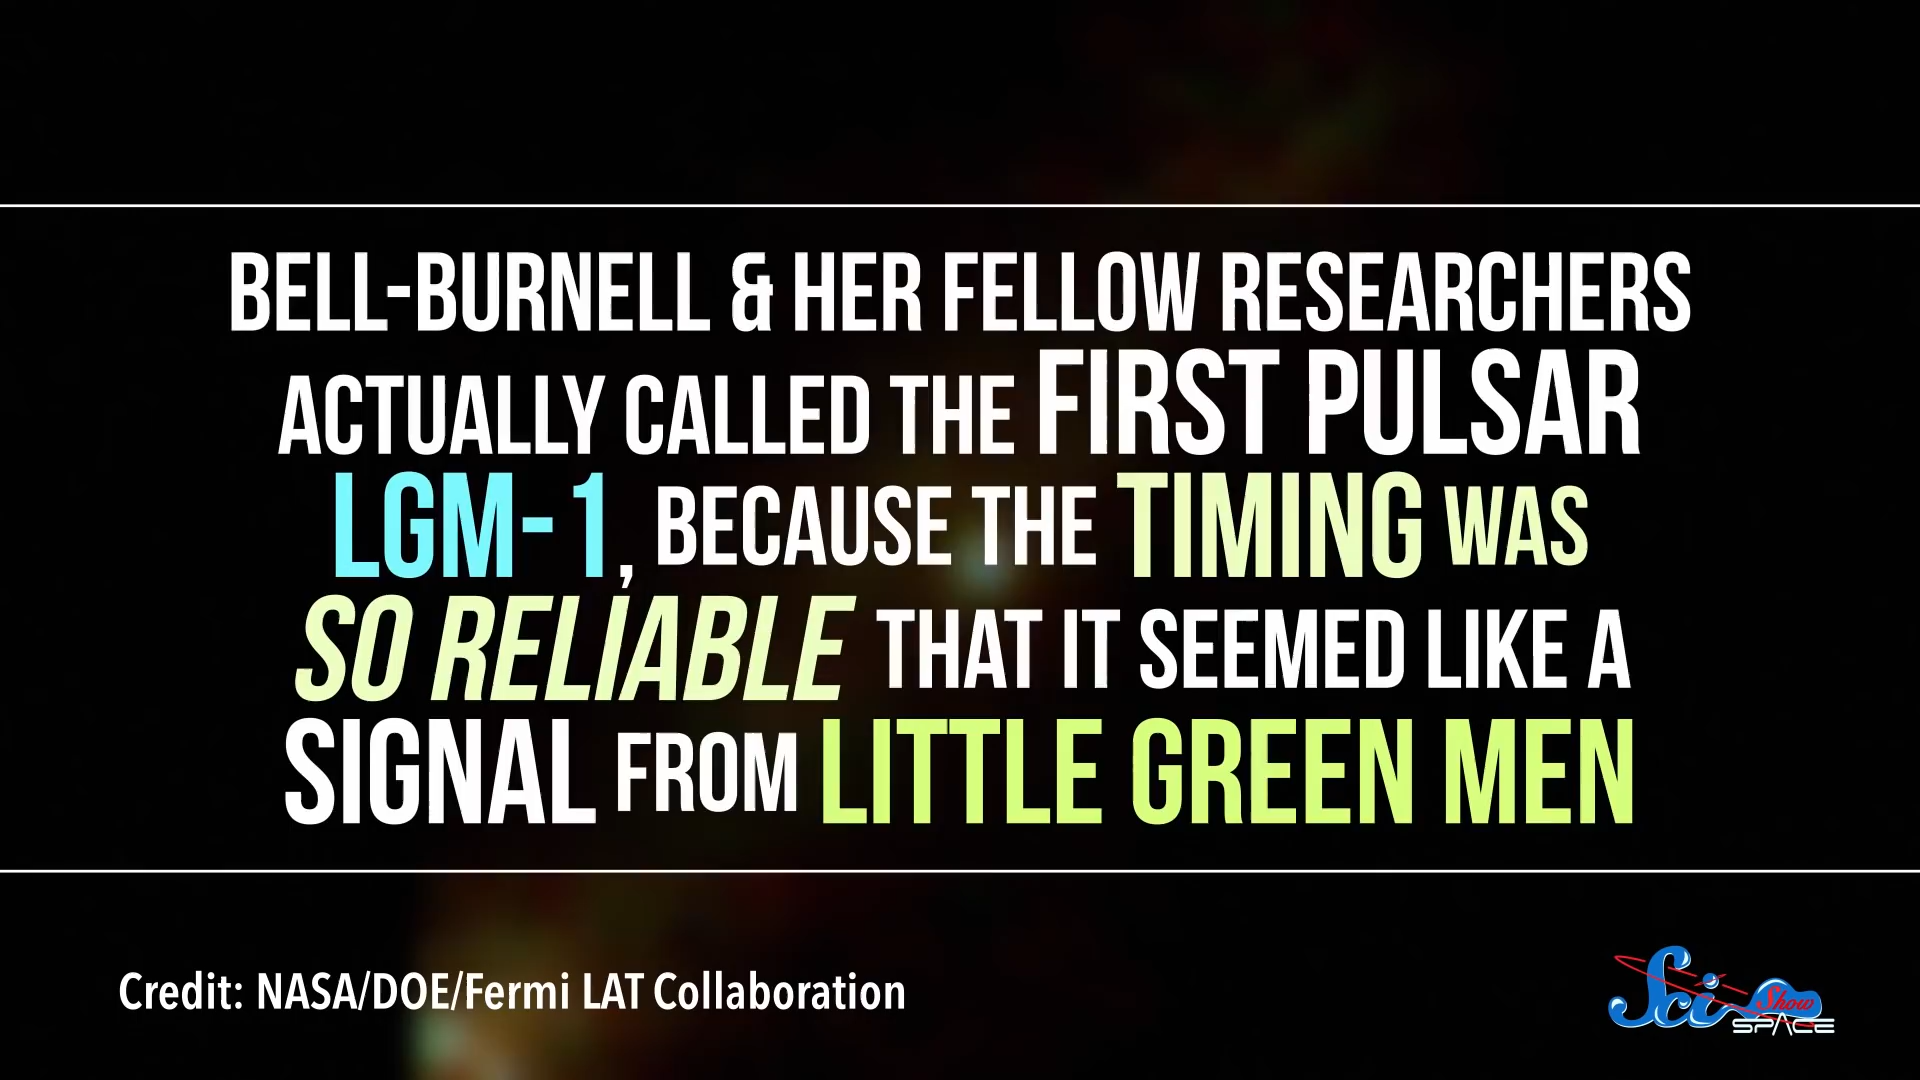 BELL-BURNELL & HER FELLOW RESEARCHERS
ACTUALLY CALLED THE FIRST PULSAR
LGM-1, BECAUSE THE TIMING WAS
SO RELIABLE THAT IT SEEMED LIKE A
SIGNAL FROM LITTLE GREEN MEN
Credit: NASA/DOE/Fermi LAT Collaboration
Sci Show
SPACE